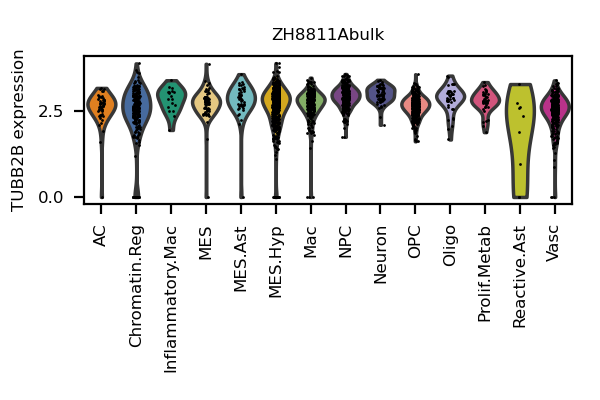 ZH8811Abulk
TUBB2B expression
2.5
0.0
AC
Chromatin.Reg
Inflammatory.Mac
MES
MES.Ast
MES.Hyp
Mac
NPC
Neuron
OPC
Oligo
Prolif.Metab
Reactive.Ast
Vasc